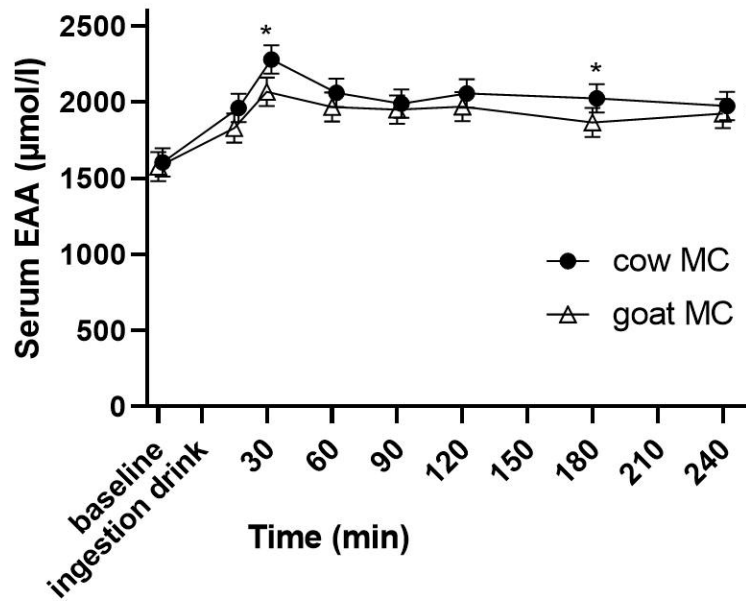 2500
2000
1500
1000
500
0
Serum EAA (µmol/l)
*
*
cow MC
goat MC
baseline
ingestion drink
30
60
90
120
150
180
210
240
Time (min)